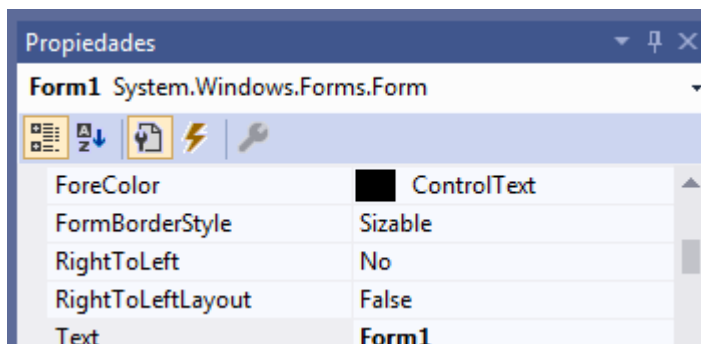 Propiedades
Form1 System.Windows.Forms.Form
ForeColor ControlText
FormBorderStyle Sizable
RightToLeft No
RightToLeftLayout False
Text Form1